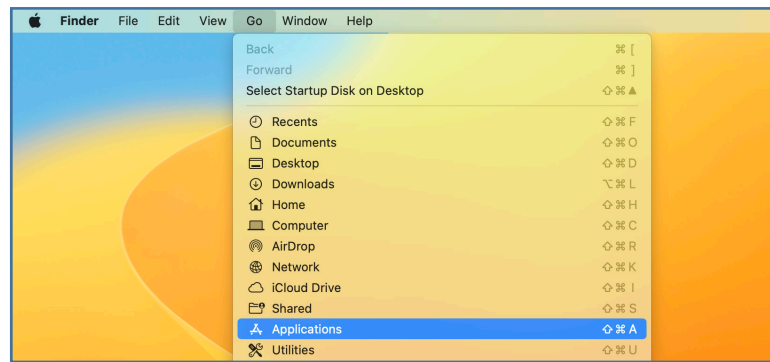 Finder File Edit View Go Window Help
Back ⌘ [
Forward ⌘ ]
Select Startup Disk on Desktop ⇧⌘▲
Recents ⇧⌘F
Documents ⇧⌘O
Desktop ⇧⌘D
Downloads ⌥⌘L
Home ⇧⌘H
Computer ⇧⌘C
AirDrop ⇧⌘R
Network ⇧⌘K
iCloud Drive ⇧⌘I
Shared ⇧⌘S
Applications ⇧⌘A
Utilities ⇧⌘U